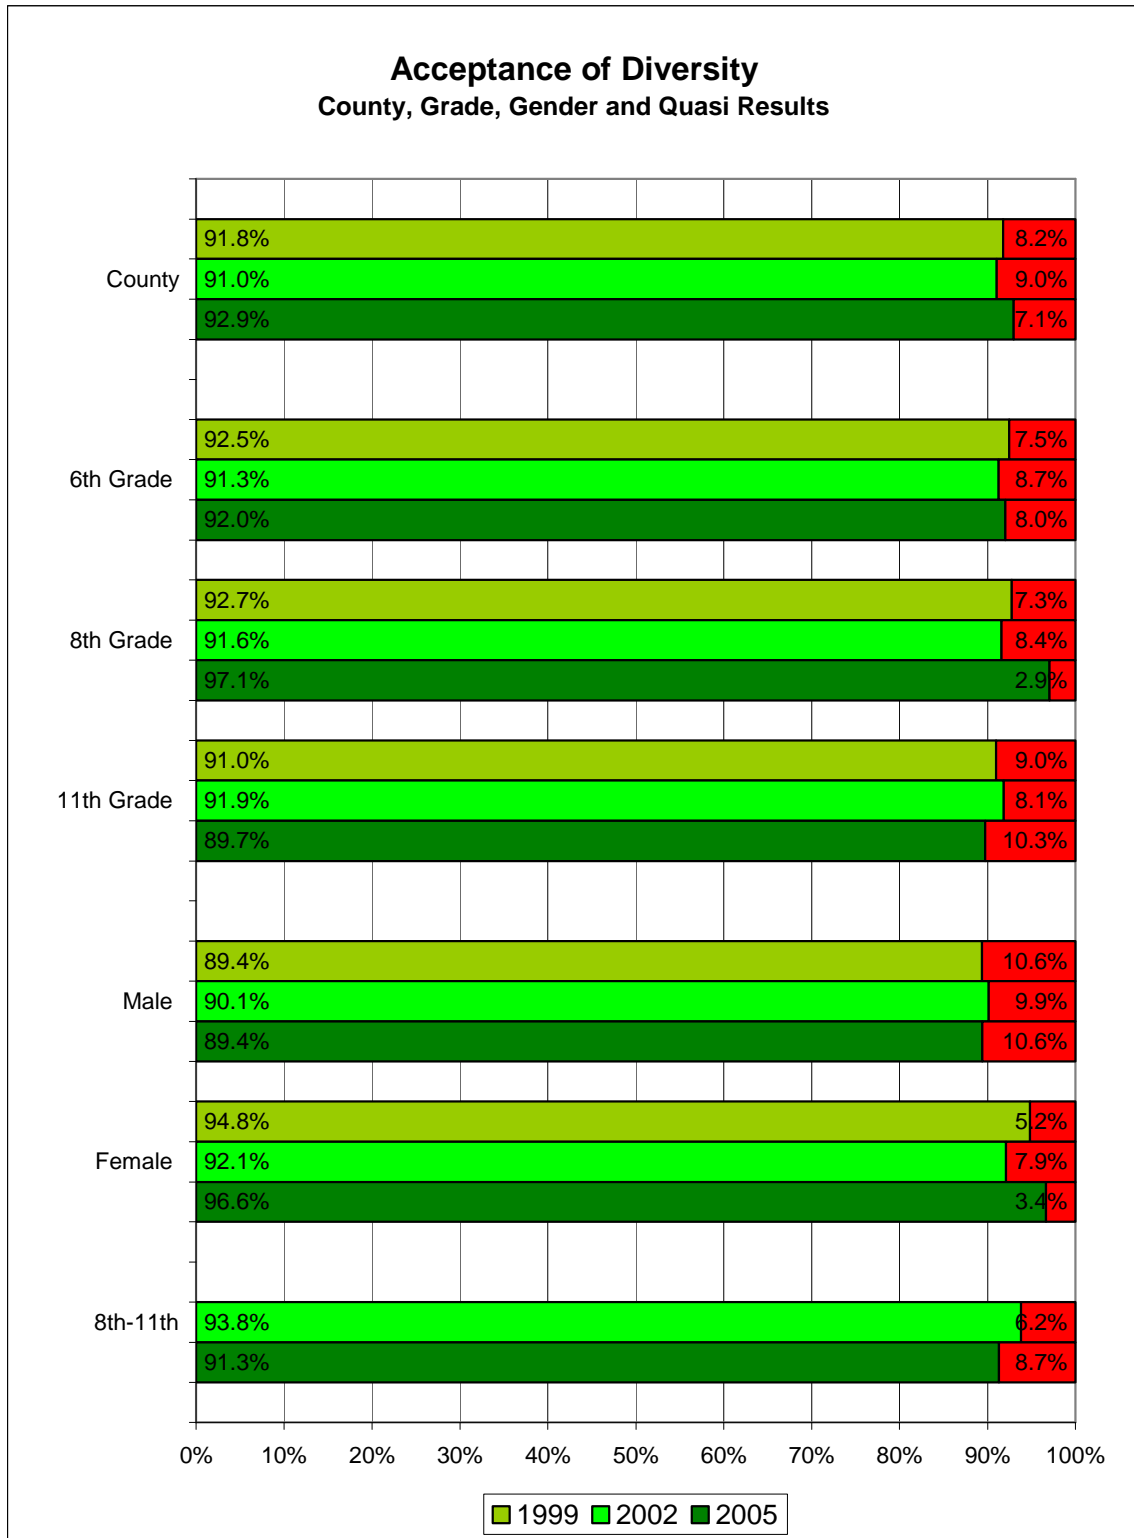 Acceptance of Diversity
County, Grade, Gender and Quasi Results
91.8% 8.2%
County 91.0% 9.0%
92.9% 7.1%
92.5% 7.5%
6th Grade 91.3% 8.7%
92.0% 8.0%
92.7% 7.3%
8th Grade 91.6% 8.4%
97.1% 2.9%
91.0% 9.0%
11th Grade 91.9% 8.1%
89.7% 10.3%
89.4% 10.6%
Male 90.1% 9.9%
89.4% 10.6%
94.8% 5.2%
Female 92.1% 7.9%
96.6% 3.4%
8th-11th 93.8% 6.2%
91.3% 8.7%
0% 10% 20% 30% 40% 50% 60% 70% 80% 90% 100%
1999 2002 2005